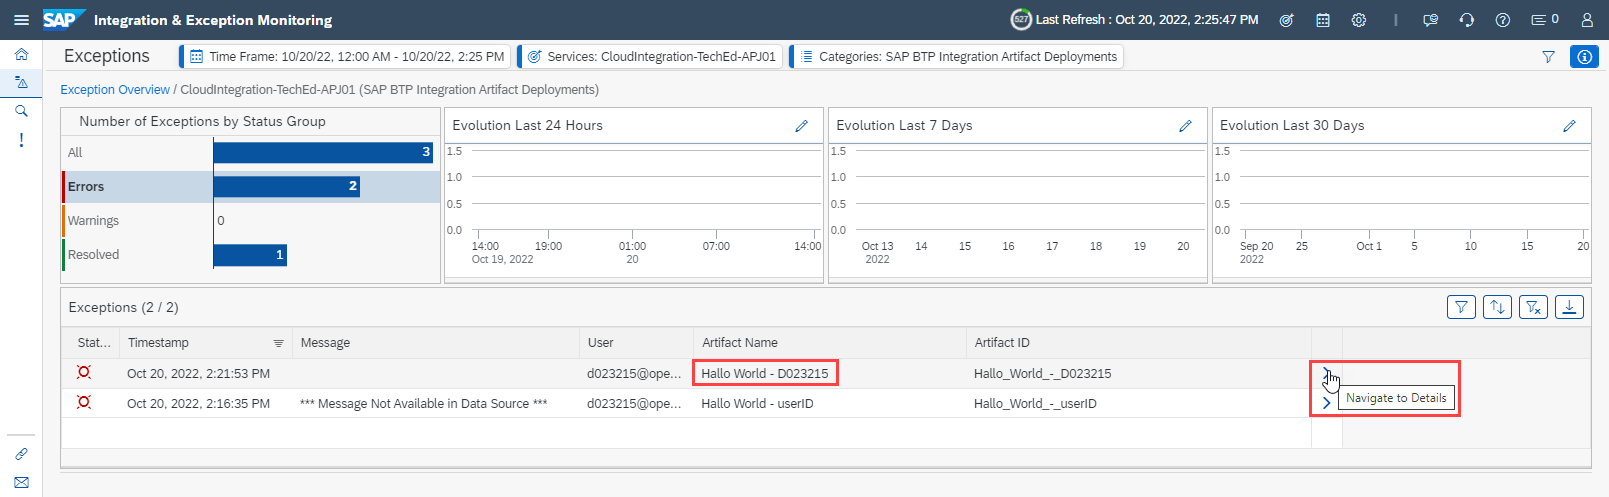 SAP Integration & Exception Monitoring
527 Last Refresh : Oct 20, 2022, 2:25:47 PM
0
Exceptions
Time Frame: 10/20/22, 12:00 AM - 10/20/22, 2:25 PM
Services: CloudIntegration-TechEd-APJ01
Categories: SAP BTP Integration Artifact Deployments
Exception Overview / CloudIntegration-TechEd-APJ01 (SAP BTP Integration Artifact Deployments)
Number of Exceptions by Status Group
All 3
Errors 2
Warnings 0
Resolved 1
Evolution Last 24 Hours
1.5
1.0
0.5
0.0
14:00 19:00 01:00 07:00 14:00
Oct 19, 2022 20
Evolution Last 7 Days
1.5
1.0
0.5
0.0
Oct 13 14 15 16 17 18 19 20
2022
Evolution Last 30 Days
1.5
1.0
0.5
0.0
Sep 20 25 Oct 1 5 10 15 20
2022
Exceptions (2 / 2)
Stat... Timestamp Message User Artifact Name Artifact ID
Oct 20, 2022, 2:21:53 PM d023215@ope... Hallo World - D023215 Hallo_World_-_D023215
Oct 20, 2022, 2:16:35 PM *** Message Not Available in Data Source *** d023215@ope... Hallo World - userID Hallo_World_-_userID
Navigate to Details